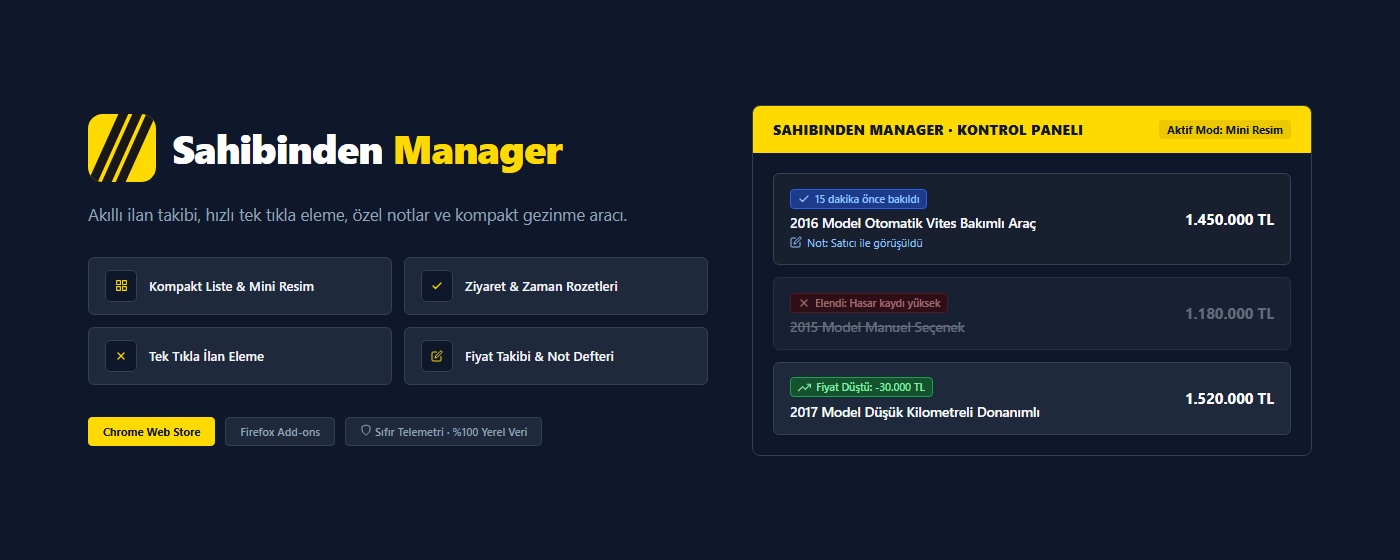 Sahibinden Manager
Akıllı ilan takibi, hızlı tek tıkla eleme, özel notlar ve kompakt gezinme aracı.
Kompakt Liste & Mini Resim
Ziyaret & Zaman Rozetleri
Tek Tıkla İlan Eleme
Fiyat Takibi & Not Defteri
Chrome Web Store
Firefox Add-ons
Sıfır Telemetri · %100 Yerel Veri
SAHIBINDEN MANAGER · KONTROL PANELİ
Aktif Mod: Mini Resim
15 dakika önce bakıldı
2016 Model Otomatik Vites Bakımlı Araç
Not: Satıcı ile görüşüldü
1.450.000 TL
Elendi: Hasar kaydı yüksek
2015 Model Manuel Seçenek
1.180.000 TL
Fiyat Düştü: -30.000 TL
2017 Model Düşük Kilometreli Donanımlı
1.520.000 TL